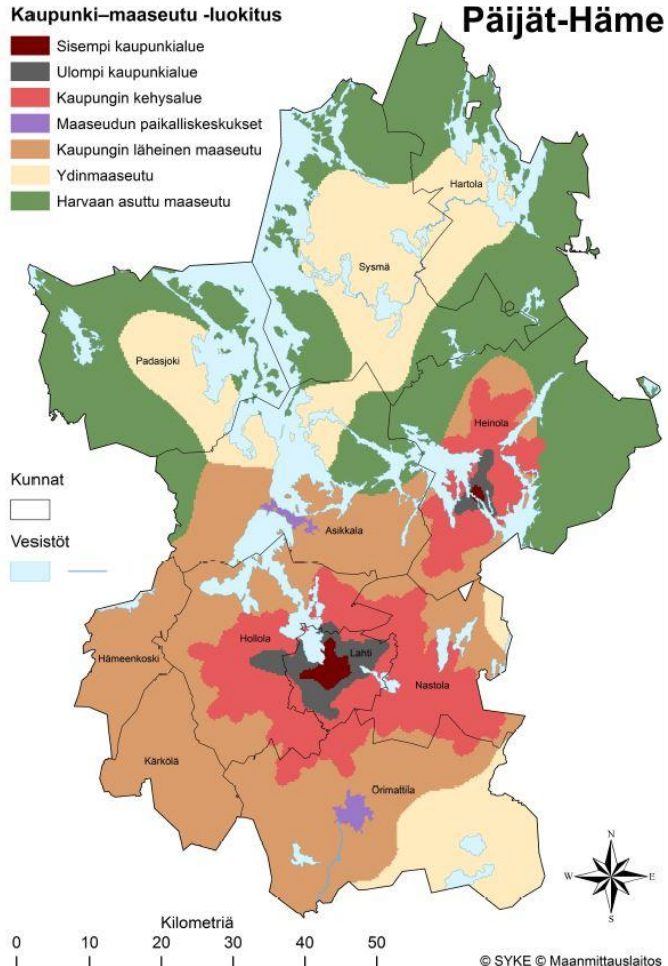 Kaupunki–maaseutu -luokitus
Päijät-Häme
Sisempi kaupunkialue
Ulompi kaupunkialue
Kaupungin kehysalue
Maaseudun paikalliskeskukset
Kaupungin läheinen maaseutu
Ydinmaaseutu
Harvaan asuttu maaseutu
Hartola
Sysmä
Padasjoki
Heinola
Kunnat
Vesistöt
Asikkala
Hollola
Lahti
Hämeenkoski
Nastola
Kärkölä
Örimattila
N
W E
S
Kilometriä
0 10 20 30 40 50
© SYKE © Maanmittauslaitos